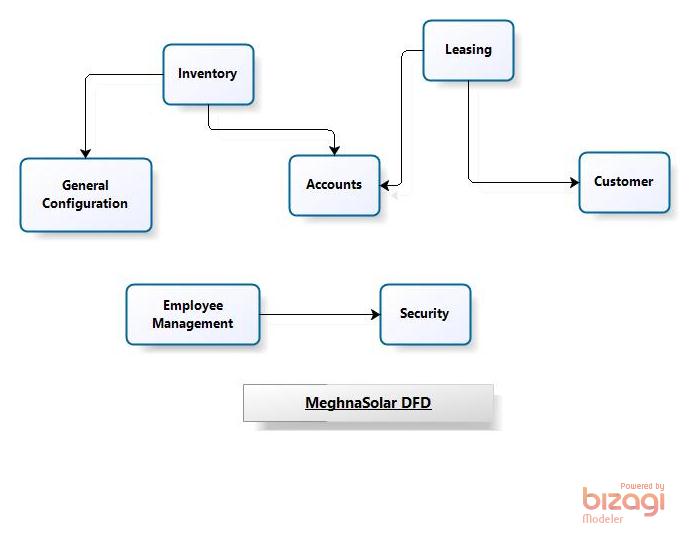 Leasing
Inventory
General
Configuration
Accounts
Customer
Employee
Management
Security
MeghnaSolar DFD
Powered by
bizagi
Modeler